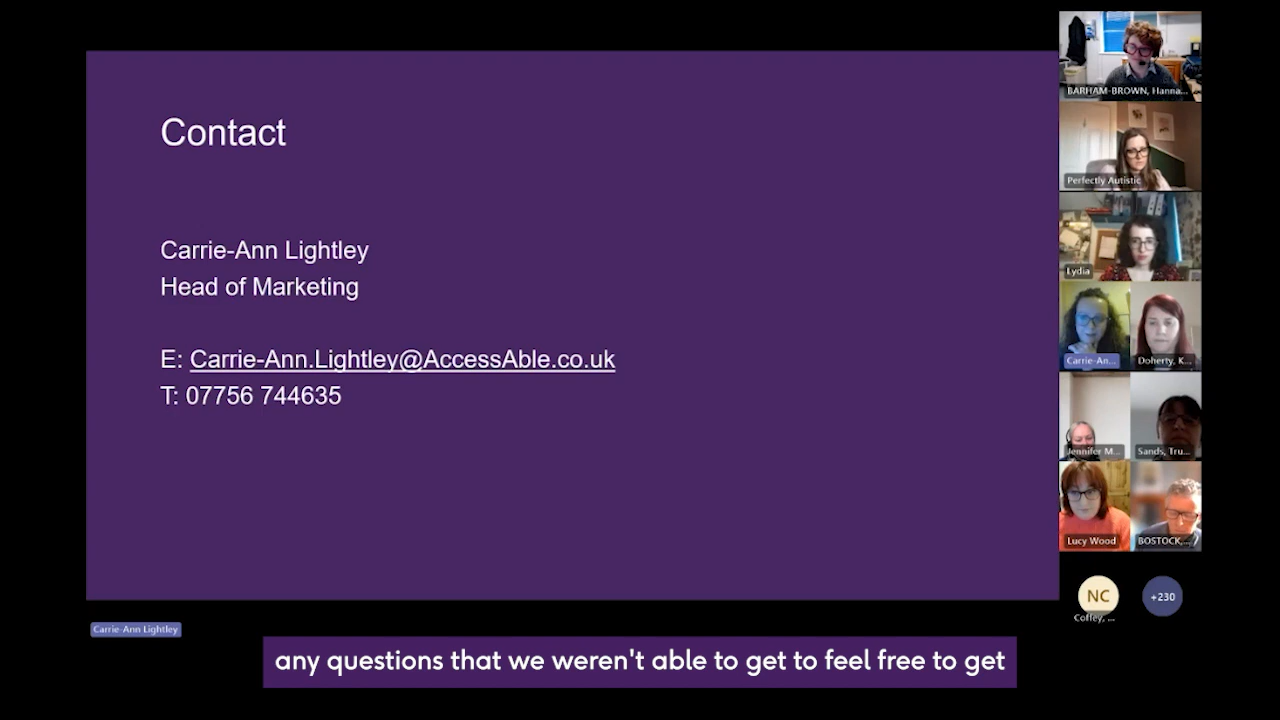 Contact
Carrie-Ann Lightley
Head of Marketing
E: Carrie-Ann.Lightley@AccessAble.co.uk
T: 07756 744635
BARHAM-BROWN, Hanna...
Perfectly Autistic
Lydia
Carrie-An...
Doherty, K...
Jennifer M...
Sands, Tru...
Lucy Wood
BOSTOCK,...
NC
+230
Coffey, ...
Carrie-Ann Lightley
any questions that we weren't able to get to feel free to get